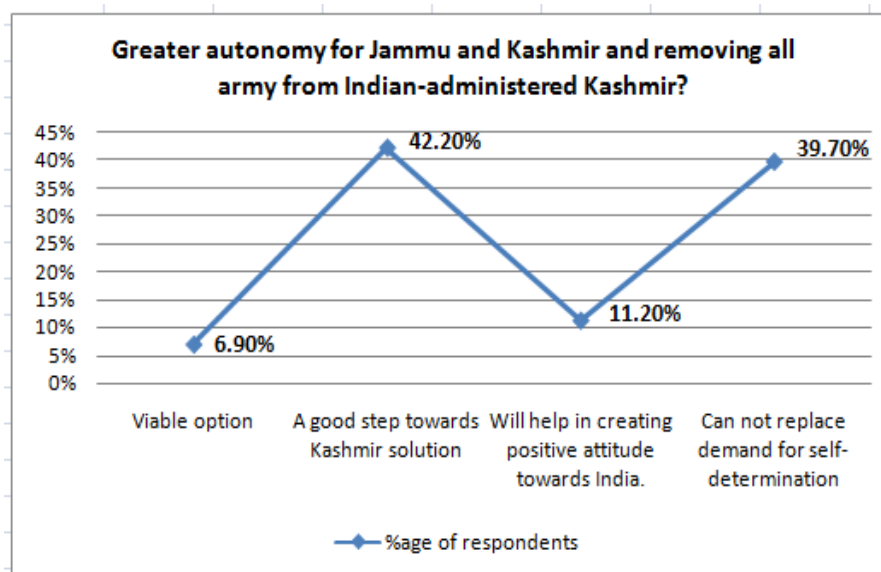 Greater autonomy for Jammu and Kashmir and removing all
army from Indian-administered Kashmir?
45%
40%
35%
30%
25%
20%
15%
10%
5%
0%
42.20%
39.70%
11.20%
6.90%
Viable option
A good step towards
Kashmir solution
Will help in creating
positive attitude
towards India.
Can not replace
demand for self-
determination
%age of respondents